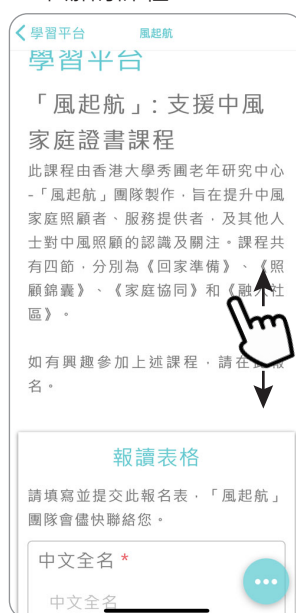 學習平台
風起航
學習平台
「風起航」: 支援中風
家庭證書課程
此課程由香港大學秀圃老年研究中心
-「風起航」團隊製作，旨在提升中風
家庭照顧者、服務提供者，及其他人
士對中風照顧的認識及關注。課程共
有四節，分別為《回家準備》、《照
顧錦囊》、《家庭協同》和《融入社
區》。
如有興趣參加上述課程，請在 報
名。
報讀表格
請填寫並提交此報名表，「風起航」
團隊會儘快聯絡您。
中文全名 *
中文全名